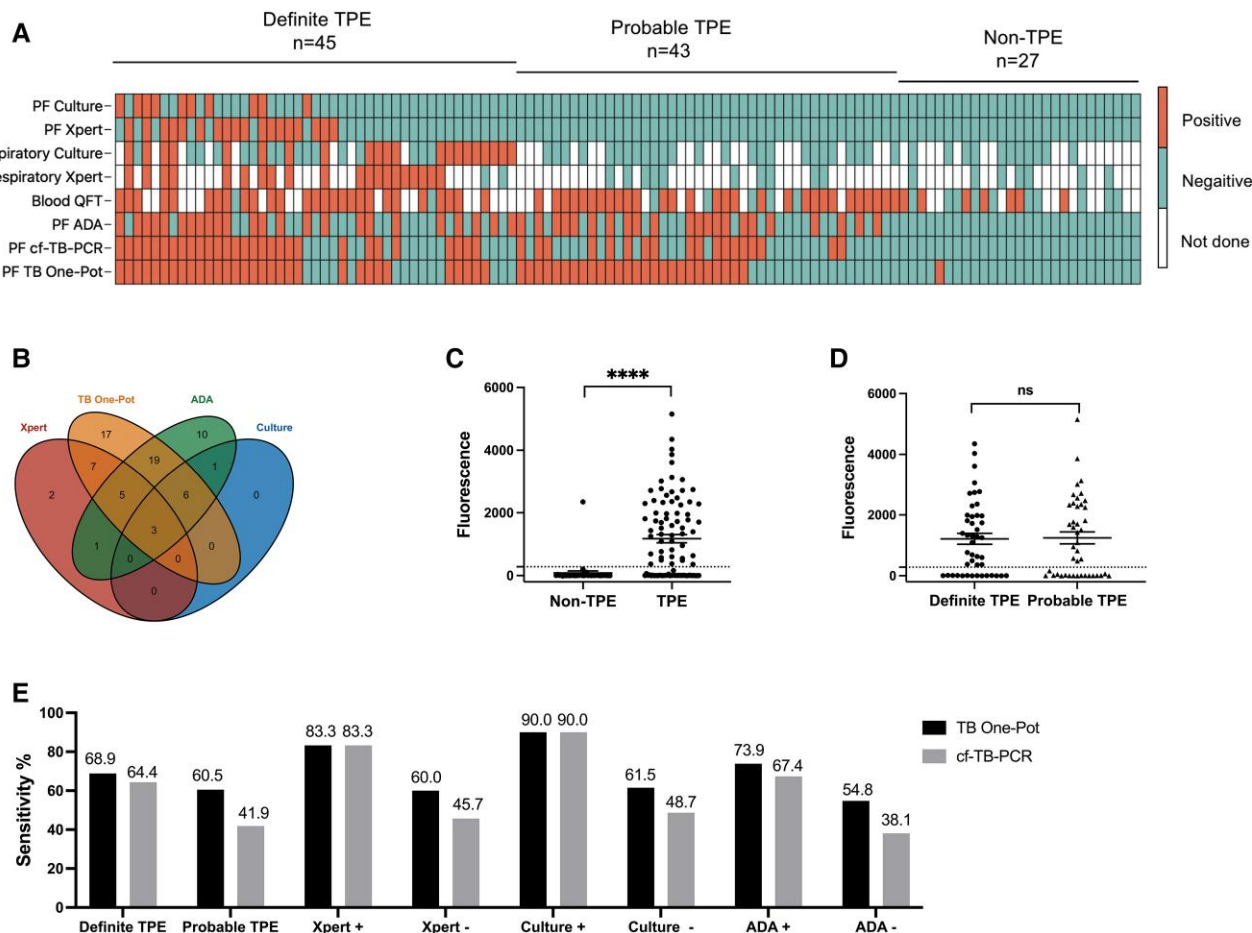 A
Definite TPE
n=45
Probable TPE
n=43
Non-TPE
n=27
PF Culture
PF Xpert
piratory Culture
espiratory Xpert
Blood QFT
PF ADA
PF cf-TB-PCR
PF TB One-Pot
Positive
Negaitive
Not done
B
Xpert
TB One-Pot
ADA
Culture
17
10
7
19
1
2
5
6
0
3
1
0
0
0
0
C
****
6000
4000
2000
0
Fluorescence
Non-TPE
TPE
D
ns
6000
4000
2000
0
Fluorescence
Definite TPE
Probable TPE
E
Sensitivity %
100
80
60
40
20
0
68.9
64.4
60.5
41.9
83.3
83.3
60.0
45.7
90.0
90.0
61.5
48.7
73.9
67.4
54.8
38.1
Definite TPE
Probable TPE
Xpert +
Xpert -
Culture +
Culture -
ADA +
ADA -
TB One-Pot
cf-TB-PCR